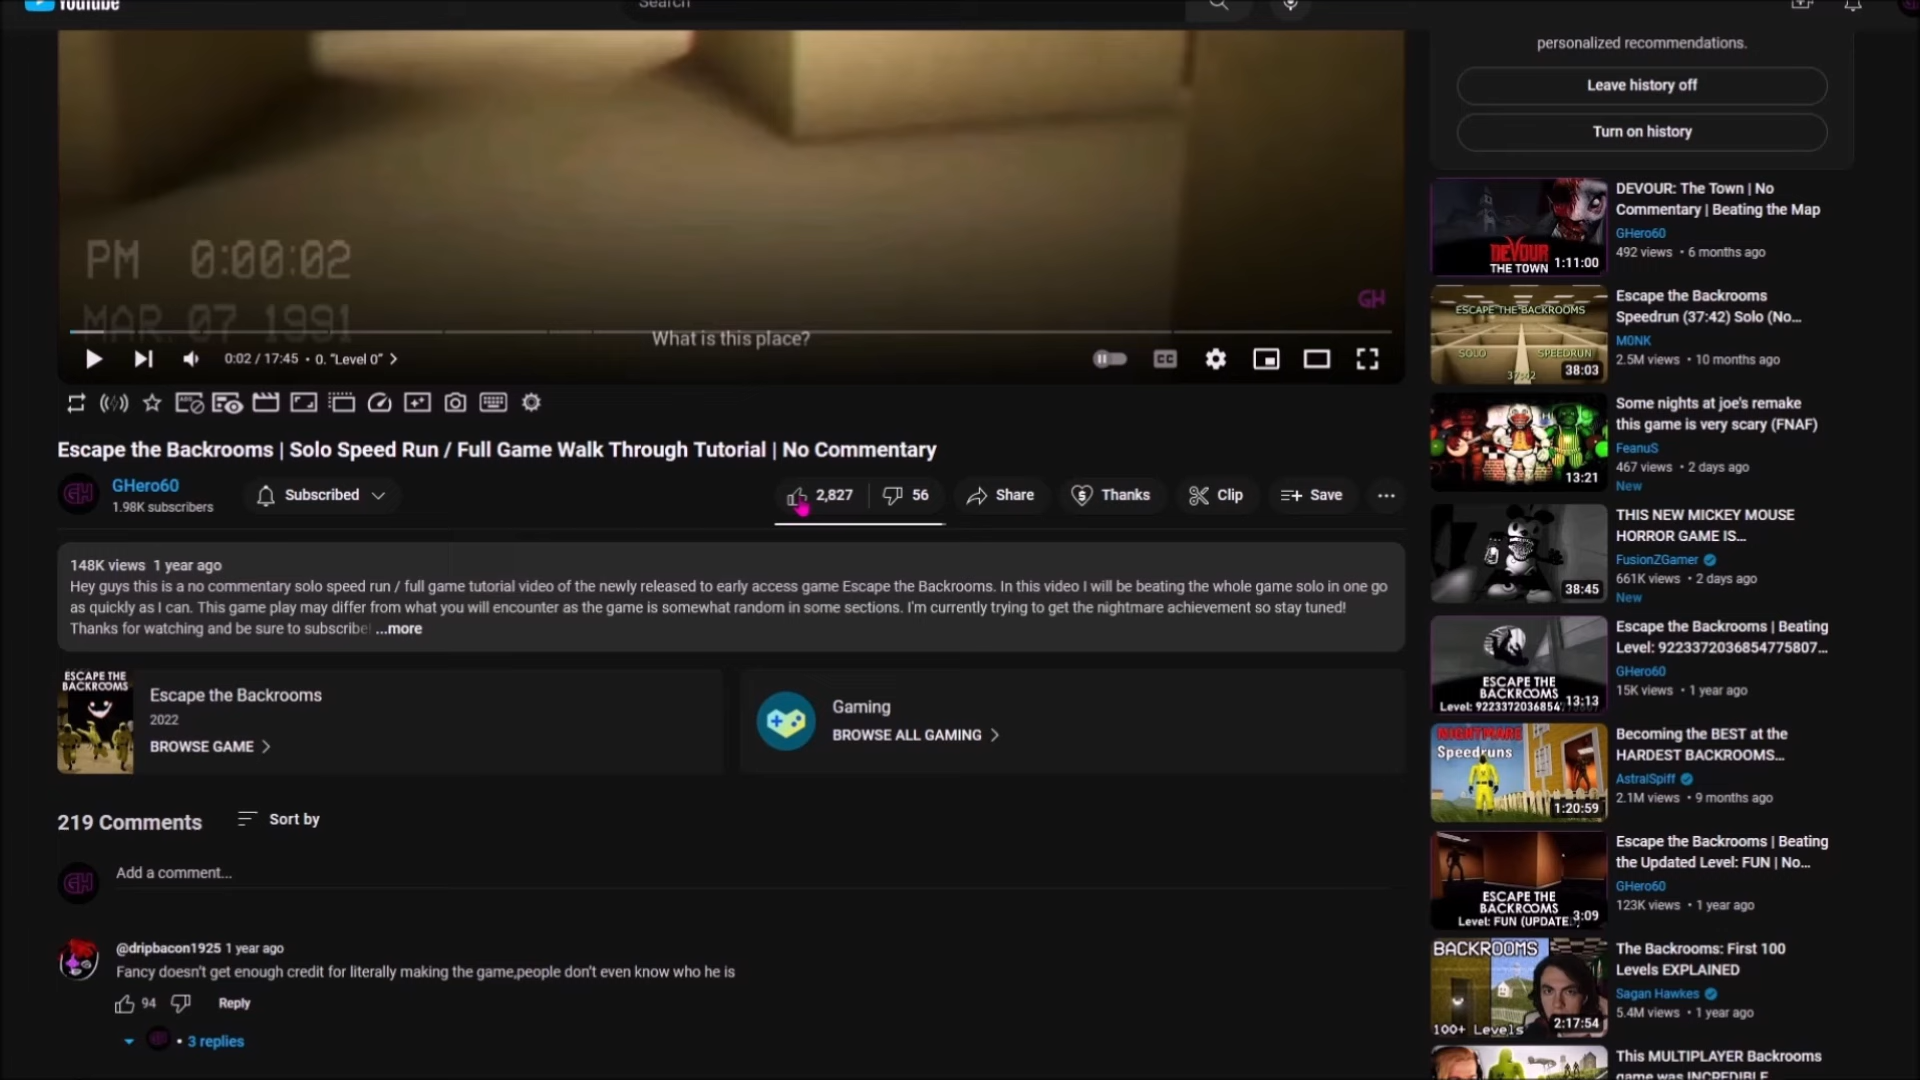 YouTube
Search
personalized recommendations.
Leave history off
Turn on history
PM 0:00:02
MAR. 07 1991
GH
What is this place?
0:02 / 17:45 • 0. "Level 0"
CC
Escape the Backrooms | Solo Speed Run / Full Game Walk Through Tutorial | No Commentary
GH
GHero60
1.98K subscribers
Subscribed
2,827
56
Share
Thanks
Clip
Save
148K views 1 year ago
Hey guys this is a no commentary solo speed run / full game tutorial video of the newly released to early access game Escape the Backrooms. In this video I will be beating the whole game solo in one go
as quickly as I can. This game play may differ from what you will encounter as the game is somewhat random in some sections. I'm currently trying to get the nightmare achievement so stay tuned!
Thanks for watching and be sure to subscribe! ...more
ESCAPE THE
BACKROOMS
Escape the Backrooms
2022
BROWSE GAME
Gaming
BROWSE ALL GAMING
219 Comments
Sort by
GH
Add a comment...
@dripbacon1925 1 year ago
Fancy doesn't get enough credit for literally making the game,people don't even know who he is
94
Reply
• 3 replies
DEVOUR
THE TOWN
1:11:00
DEVOUR: The Town | No
Commentary | Beating the Map
GHero60
492 views • 6 months ago
ESCAPE THE BACKROOMS
SOLO
SPEEDRUN
37:42
38:03
Escape the Backrooms
Speedrun (37:42) Solo (No...
M0NK
2.5M views • 10 months ago
13:21
Some nights at joe's remake
this game is very scary (FNAF)
FeanuS
467 views • 2 days ago
New
38:45
THIS NEW MICKEY MOUSE
HORROR GAME IS...
FusionZGamer
661K views • 2 days ago
New
ESCAPE THE
BACKROOMS
Level: 9223372036854
13:13
Escape the Backrooms | Beating
Level: 9223372036854775807...
GHero60
15K views • 1 year ago
NIGHTMARE
Speedruns
1:20:59
Becoming the BEST at the
HARDEST BACKROOMS...
AstralSpiff
2.1M views • 9 months ago
ESCAPE THE
BACKROOMS
Level: FUN (UPDATE
3:09
Escape the Backrooms | Beating
the Updated Level: FUN | No...
GHero60
123K views • 1 year ago
BACKROOMS
100+ Levels
2:17:54
The Backrooms: First 100
Levels EXPLAINED
Sagan Hawkes
5.4M views • 1 year ago
This MULTIPLAYER Backrooms
game was INCREDIBLE